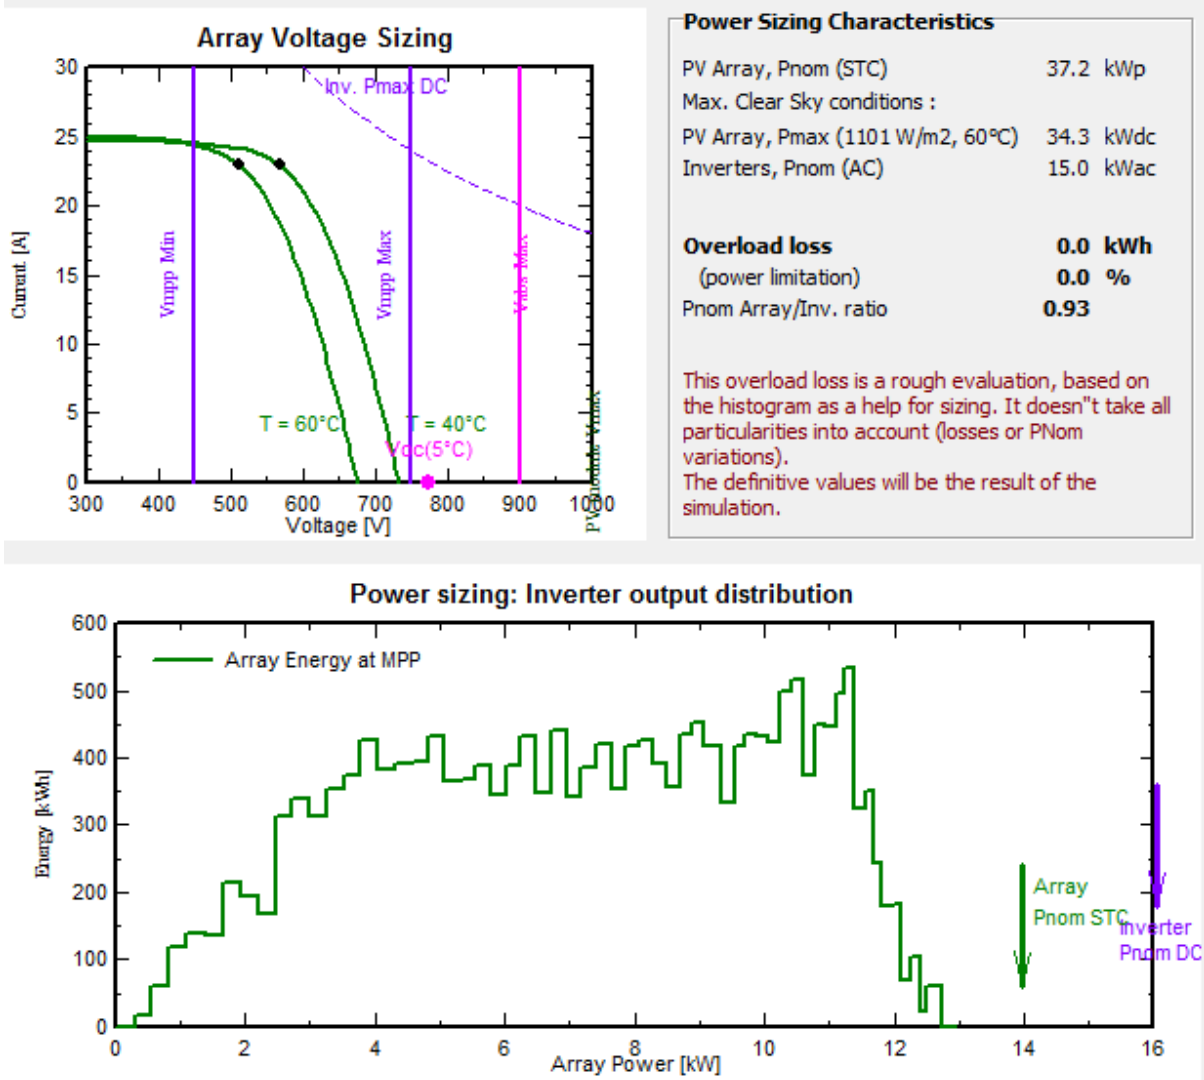 Array Voltage Sizing
30
25
20
15
10
5
0
Current [A]
Inv. Pmax DC
Vmpp Min
Vmpp Max
Vabs Max
T = 60°C
T = 40°C
Voc(5°C)
PV module Vmax
300 400 500 600 700 800 900 1000
Voltage [V]
Power Sizing Characteristics
PV Array, Pnom (STC) 37.2 kWp
Max. Clear Sky conditions :
PV Array, Pmax (1101 W/m2, 60°C) 34.3 kWdc
Inverters, Pnom (AC) 15.0 kWac
Overload loss 0.0 kWh
(power limitation) 0.0 %
Pnom Array/Inv. ratio 0.93
This overload loss is a rough evaluation, based on
the histogram as a help for sizing. It doesn"t take all
particularities into account (losses or PNom
variations).
The definitive values will be the result of the
simulation.
Power sizing: Inverter output distribution
600
500
400
300
200
100
0
Energy [kWh]
Array Energy at MPP
Array
Pnom STC
Inverter
Pnom DC
0 2 4 6 8 10 12 14 16
Array Power [kW]